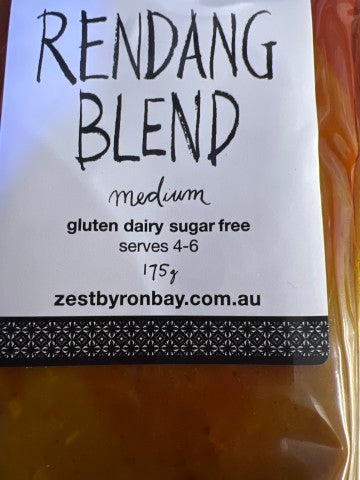 RENDANG
BLEND
medium
gluten dairy sugar free
serves 4-6
175g
zestbyronbay.com.au